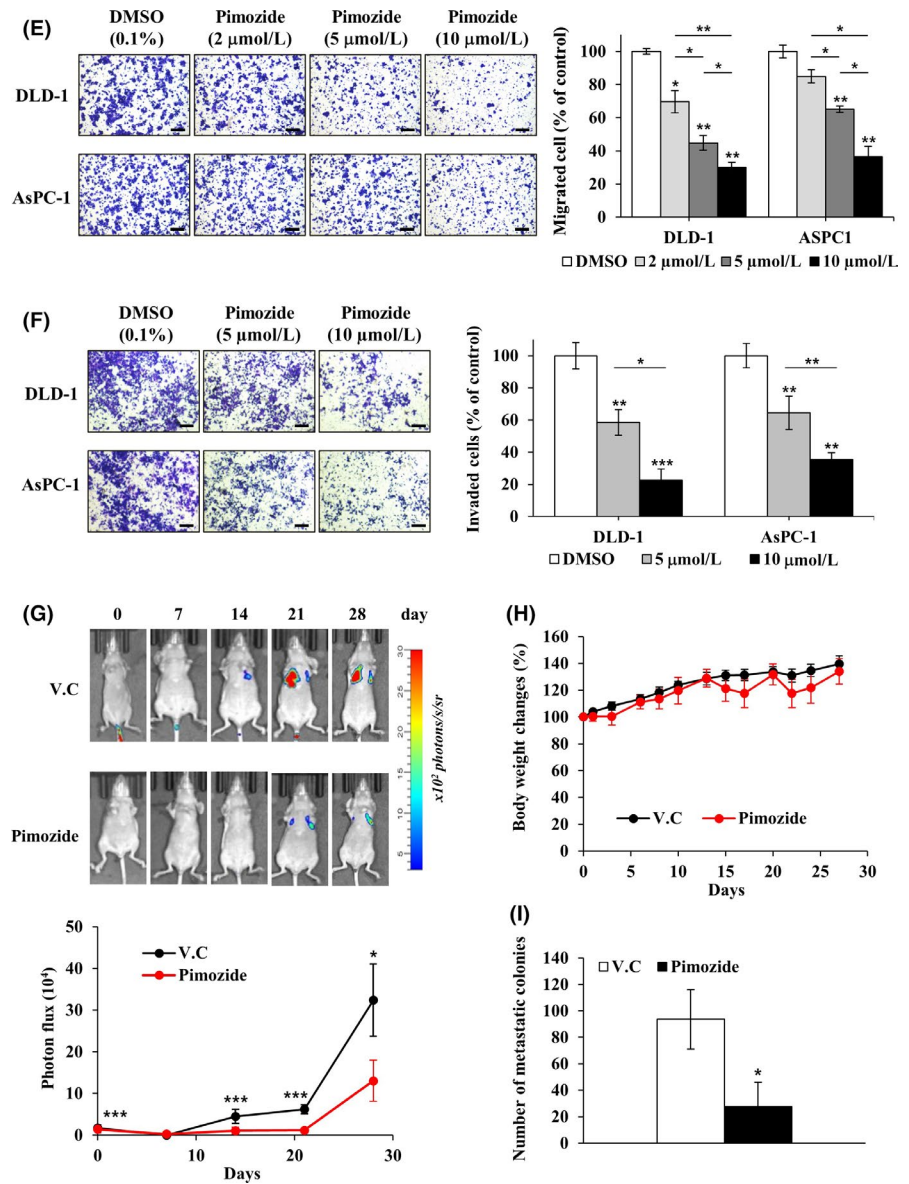 (E)
DMSO
(0.1%)
Pimozide
(2 µmol/L)
Pimozide
(5 µmol/L)
Pimozide
(10 µmol/L)
DLD-1
AsPC-1
Migrated cell (% of control)
120
100
80
60
40
20
0
**
*
*
*
**
**
*
*
*
**
**
DLD-1
ASPC1
DMSO
2 µmol/L
5 µmol/L
10 µmol/L
(F)
DMSO
(0.1%)
Pimozide
(5 µmol/L)
Pimozide
(10 µmol/L)
DLD-1
AsPC-1
Invaded cells (% of control)
120
100
80
60
40
20
0
*
**
***
**
**
**
DLD-1
AsPC-1
DMSO
5 µmol/L
10 µmol/L
(G)
0
7
14
21
28
day
V.C
Pimozide
30
25
20
15
10
5
x10² photons/s/sr
Photon flux (10⁴)
50
40
30
20
10
0
V.C
Pimozide
***
***
***
*
0
10
20
30
Days
(H)
Body weight changes (%)
160
140
120
100
80
60
40
20
0
V.C
Pimozide
0
5
10
15
20
25
30
Days
(I)
Number of metastatic colonies
140
120
100
80
60
40
20
0
V.C
Pimozide
*